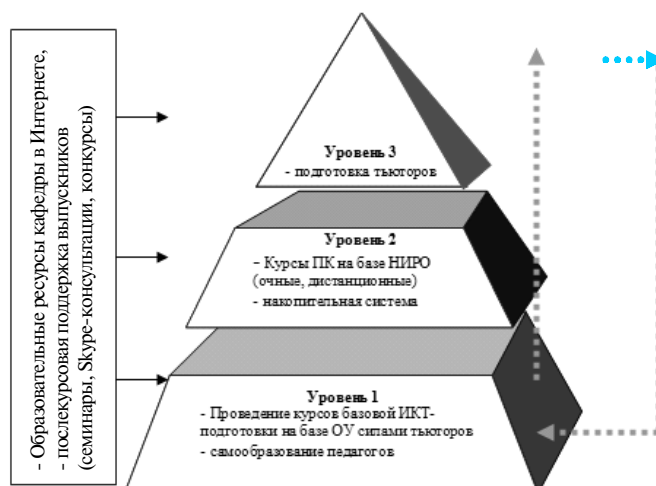 - Образовательные ресурсы кафедры в Интернете,
- послекурсовая поддержка выпускников
(семинары, Skype-консультации, конкурсы)
Уровень 3
- подготовка тьюторов
Уровень 2
- Курсы ПК на базе НИРО
(очные, дистанционные)
- накопительная система
Уровень 1
- Проведение курсов базовой ИКТ-
подготовки на базе ОУ силами тьюторов
- самообразование педагогов